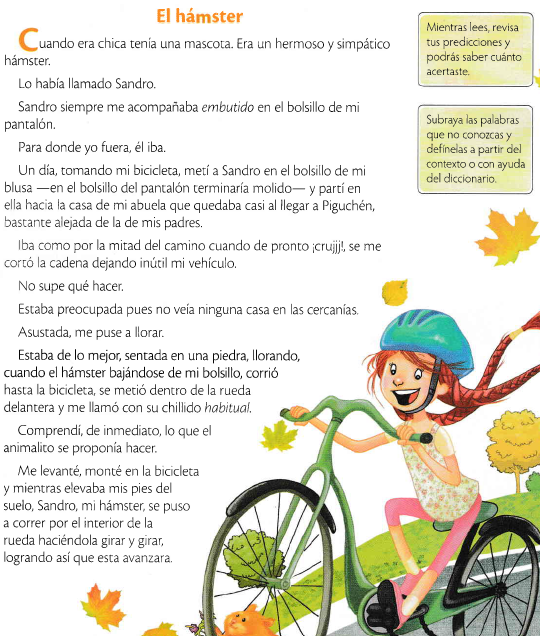 El hámster
Cuando era chica tenía una mascota. Era un hermoso y simpático
hámster.
Lo había llamado Sandro.
Sandro siempre me acompañaba embutido en el bolsillo de mi
pantalón.
Para donde yo fuera, él iba.
Un día, tomando mi bicicleta, metí a Sandro en el bolsillo de mi
blusa —en el bolsillo del pantalón terminaría molido— y partí en
ella hacia la casa de mi abuela que quedaba casi al llegar a Piguchén,
bastante alejada de la de mis padres.
Iba como por la mitad del camino cuando de pronto ¡crujjj!, se me
cortó la cadena dejando inútil mi vehículo.
No supe qué hacer.
Estaba preocupada pues no veía ninguna casa en las cercanías.
Asustada, me puse a llorar.
Estaba de lo mejor, sentada en una piedra, llorando,
cuando el hámster bajándose de mi bolsillo, corrió
hasta la bicicleta, se metió dentro de la rueda
delantera y me llamó con su chillido habitual.
Comprendí, de inmediato, lo que el
animalito se proponía hacer.
Me levanté, monté en la bicicleta
y mientras elevaba mis pies del
suelo, Sandro, mi hámster, se puso
a correr por el interior de la
rueda haciéndola girar y girar,
logrando así que esta avanzara.
Mientras lees, revisa
tus predicciones y
podrás saber cuánto
acertaste.
Subraya las palabras
que no conozcas y
defínelas a partir del
contexto o con ayuda
del diccionario.